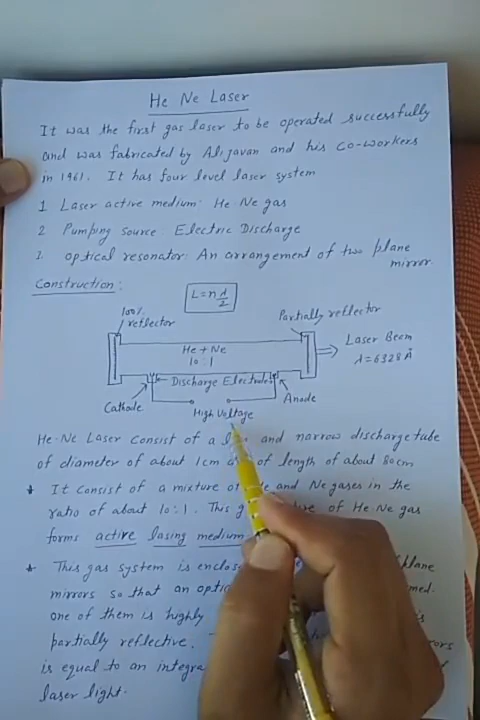 He Ne Laser
It was the first gas laser to be operated successfully
and was fabricated by Ali Javan and his co-workers
in 1961. It has four level laser system
1 Laser active medium: He-Ne gas
2 Pumping source: Electric Discharge
optical resonator: An arrangement of two plane
mirror.
Construction:
L=nλ/2
100%
reflector
Partially reflector
He + Ne
10 : 1
Laser Beam
λ=6328Å
Discharge Electrodes
Cathode
Anode
High Voltage
He-Ne Laser consist of a and narrow discharge tube
of diameter of about 1cm of length of about 80cm
* It consist of a mixture of and Ne gases in the
ratio of about 10:1. This of He-Ne gas
forms active lasing medium
* This gas system is enclos plane
mirrors so that an opti med.
one of them is highly is
partially reflective. rors
is equal to an integra
laser light.